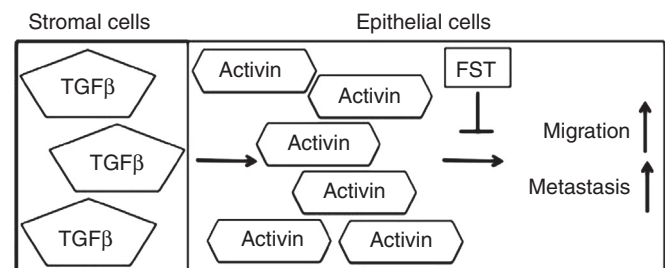 Stromal cells
Epithelial cells
TGFβ
TGFβ
TGFβ
Activin
Activin
Activin
Activin
Activin
Activin
FST
Migration
Metastasis